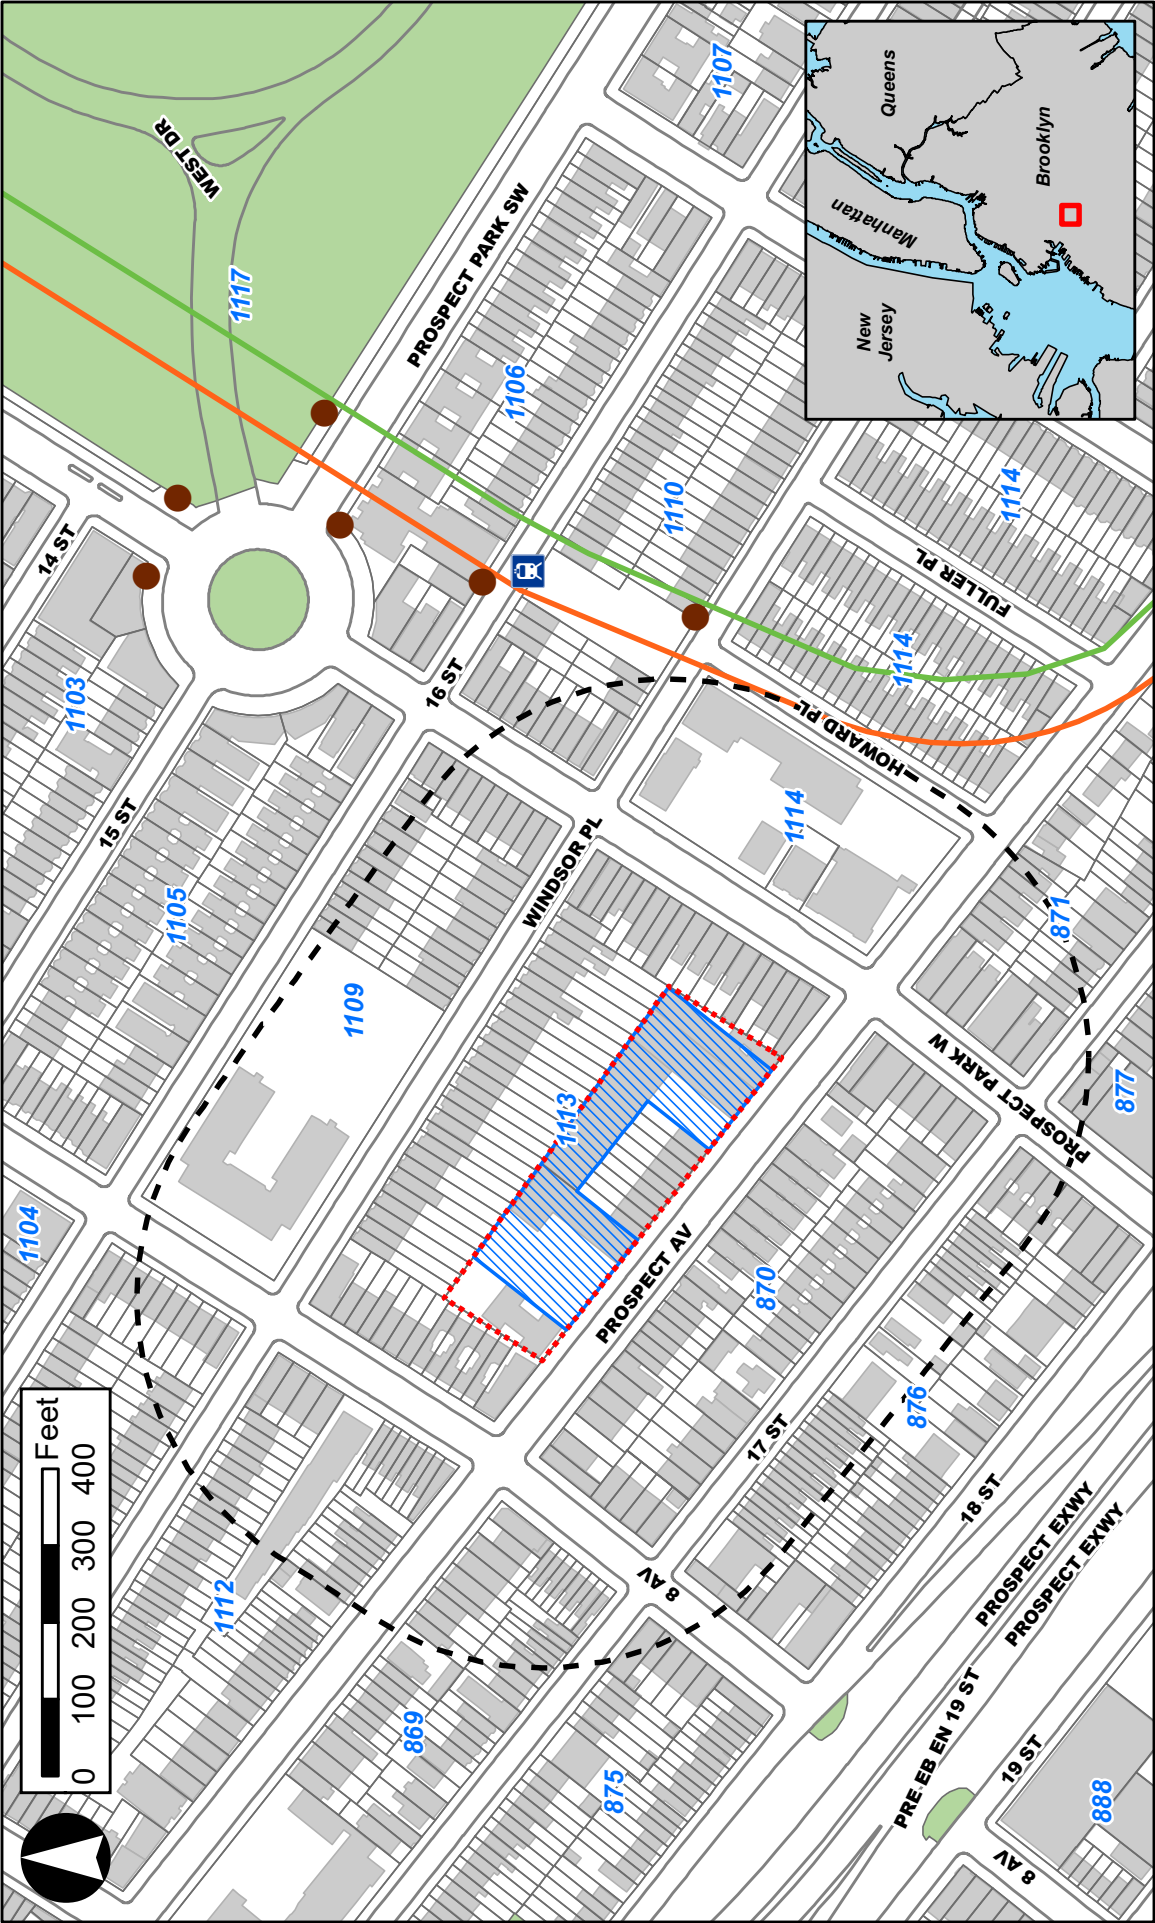 WEST DR
1117
1107
PROSPECT PARK SW
1106
14 ST
1103
16 ST
1110
1114
FULLER PL
1114
HOWARD PL
15 ST
1105
WINDSOR PL
1114
1109
871
1113
PROSPECT PARK W
877
1104
PROSPECT AV
870
876
17 ST
18 ST
PROSPECT EXWY
PROSPECT EXWY
1112
8 AV
869
875
PRE EB EN 19 ST
19 ST
888
8 AV
0 100 200 300 400
Feet
Queens
Brooklyn
Manhattan
New
Jersey